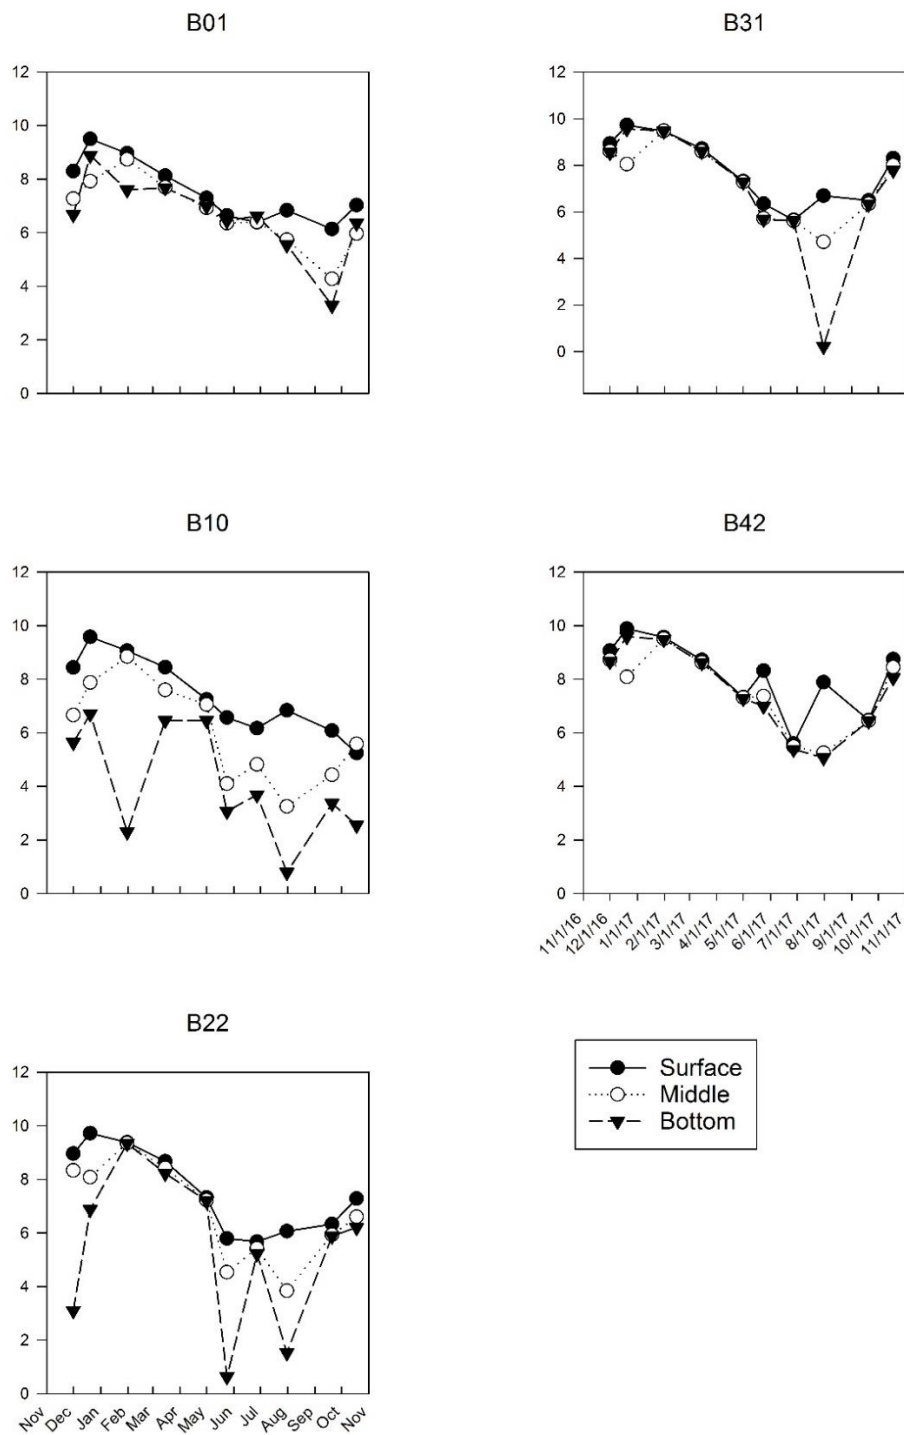 B01
12
10
8
6
4
2
0
B31
12
10
8
6
4
2
0
B10
12
10
8
6
4
2
0
B42
12
10
8
6
4
2
0
11/1/16
12/1/16
1/1/17
2/1/17
3/1/17
4/1/17
5/1/17
6/1/17
7/1/17
8/1/17
9/1/17
10/1/17
11/1/17
B22
12
10
8
6
4
2
0
Nov
Dec
Jan
Feb
Mar
Apr
May
Jun
Jul
Aug
Sep
Oct
Nov
Surface
Middle
Bottom